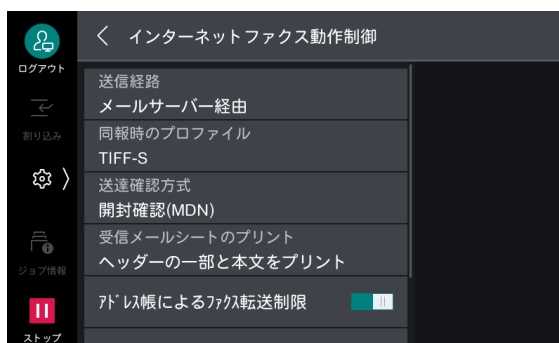 インターネットファクス動作制御
ログアウト
割り込み
ジョブ情報
ストップ
送信経路
メールサーバー経由
同報時のプロファイル
TIFF-S
送達確認方式
開封確認(MDN)
受信メールシートのプリント
ヘッダーの一部と本文をプリント
ｱﾄﾞﾚｽ帳によるﾌｧｸｽ転送制限